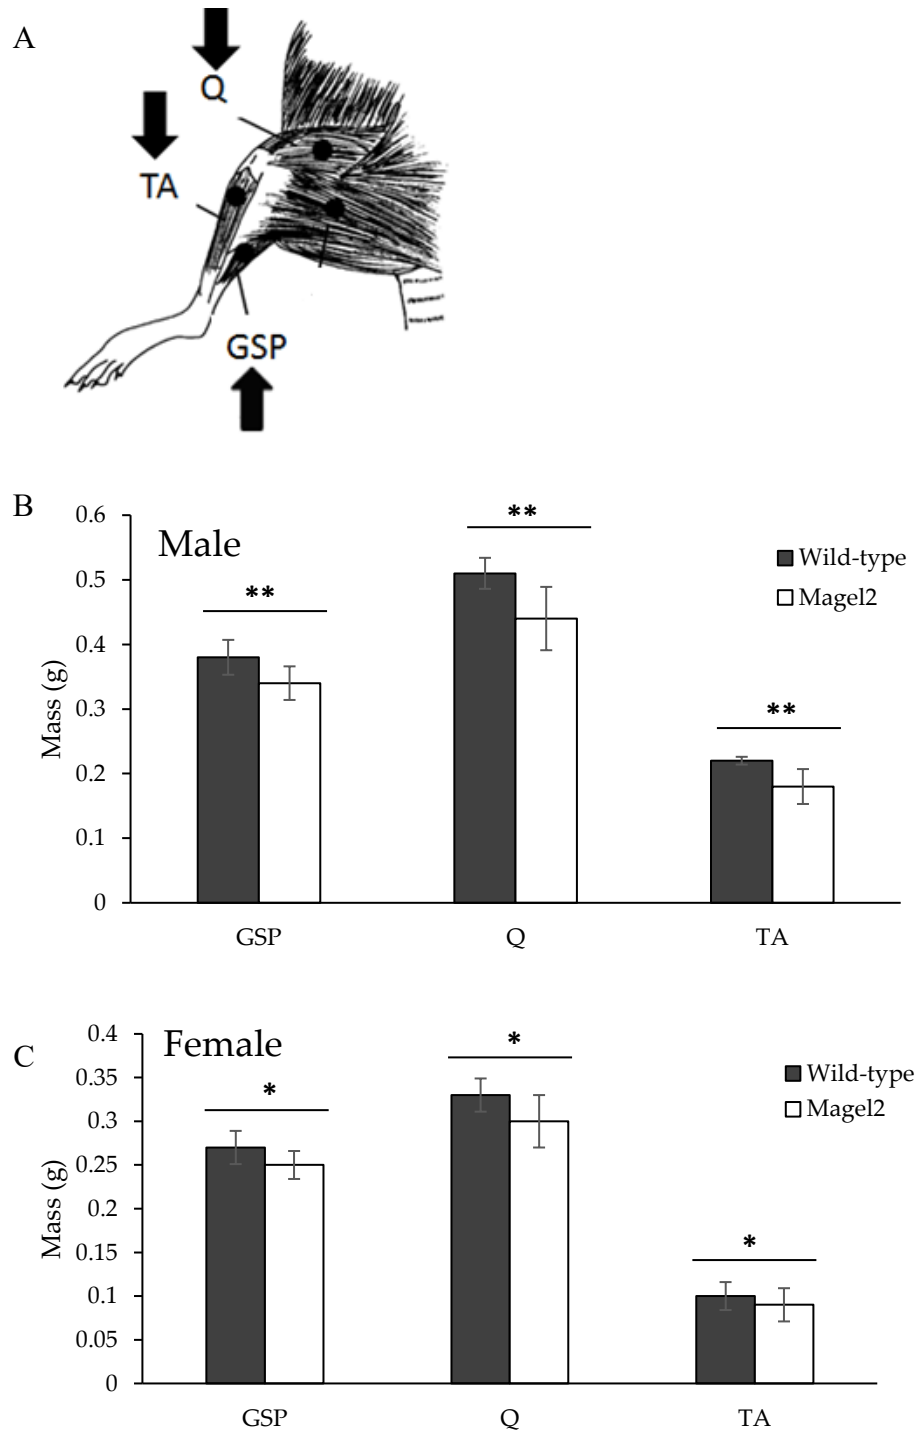 A
Q
TA
GSP
B
Male
**
**
**
Wild-type
Magel2
Mass (g)
0.6
0.5
0.4
0.3
0.2
0.1
0
GSP
Q
TA
C
Female
*
*
*
Wild-type
Magel2
Mass (g)
0.4
0.35
0.3
0.25
0.2
0.15
0.1
0.05
0
GSP
Q
TA